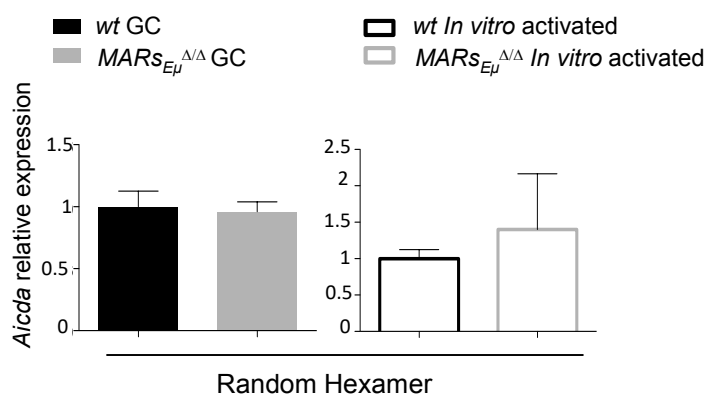 wt GC
MARsEμΔ/Δ GC
wt In vitro activated
MARsEμΔ/Δ In vitro activated
Aicda relative expression
1.5
1
0.5
0
2.5
2
1.5
1
0.5
0
Random Hexamer